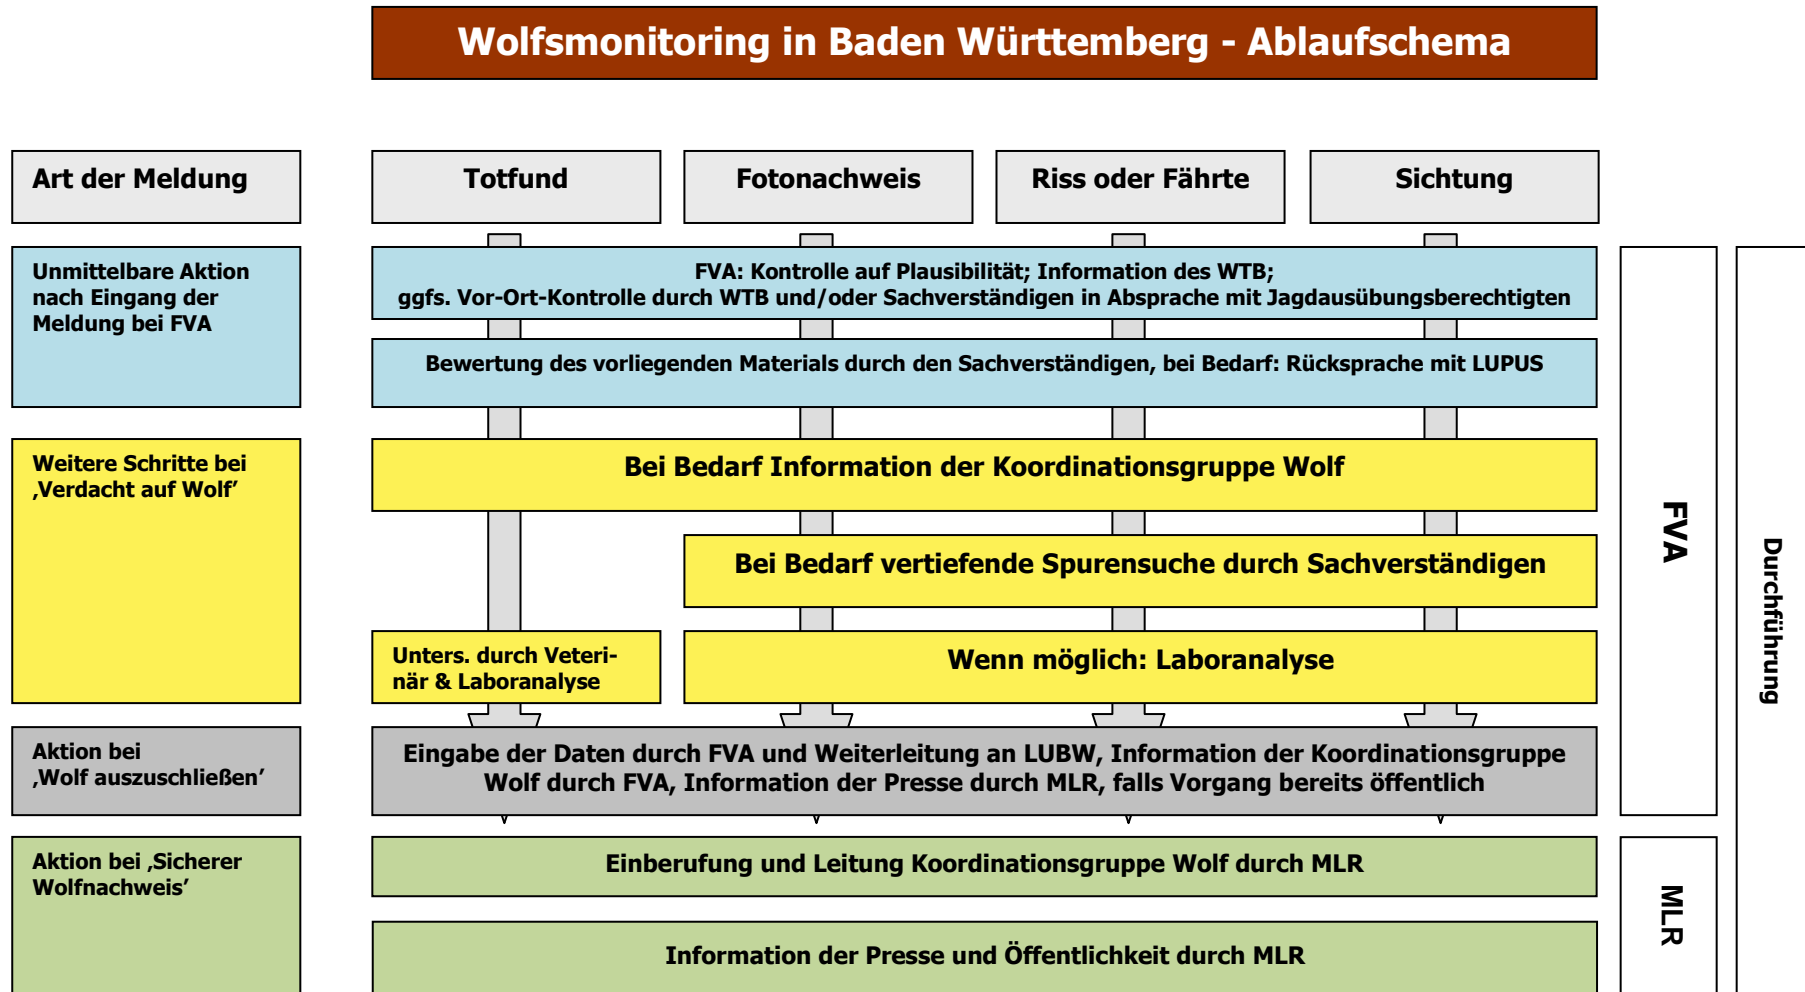 Wolfsmonitoring in Baden Württemberg - Ablaufschema
Art der Meldung
Totfund
Fotonachweis
Riss oder Fährte
Sichtung
Unmittelbare Aktion
nach Eingang der
Meldung bei FVA
FVA: Kontrolle auf Plausibilität; Information des WTB;
ggfs. Vor-Ort-Kontrolle durch WTB und/oder Sachverständigen in Absprache mit Jagdausübungsberechtigten
Bewertung des vorliegenden Materials durch den Sachverständigen, bei Bedarf: Rücksprache mit LUPUS
Weitere Schritte bei
‚Verdacht auf Wolf’
Bei Bedarf Information der Koordinationsgruppe Wolf
Bei Bedarf vertiefende Spurensuche durch Sachverständigen
Unters. durch Veteri-
när & Laboranalyse
Wenn möglich: Laboranalyse
Aktion bei
‚Wolf auszuschließen’
Eingabe der Daten durch FVA und Weiterleitung an LUBW, Information der Koordinationsgruppe
Wolf durch FVA, Information der Presse durch MLR, falls Vorgang bereits öffentlich
Aktion bei ‚Sicherer
Wolfnachweis’
Einberufung und Leitung Koordinationsgruppe Wolf durch MLR
Information der Presse und Öffentlichkeit durch MLR
FVA
MLR
Durchführung